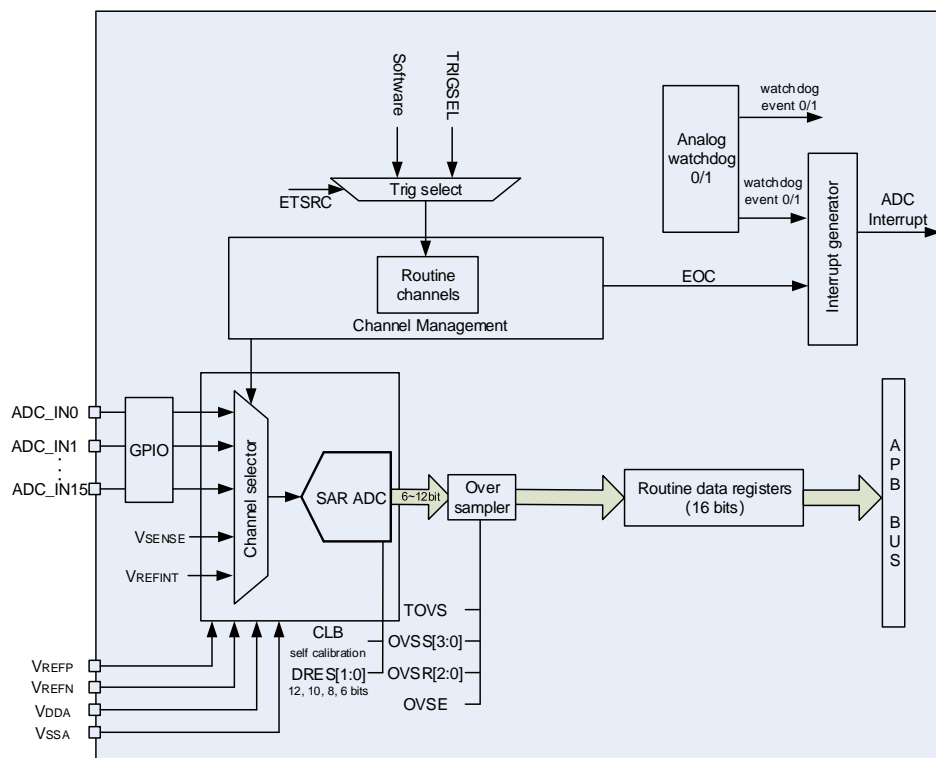 Software
TRIGSEL
Trig select
ETSRC
Analog
watchdog
0/1
watchdog
event 0/1
watchdog
event 0/1
Interrupt generator
ADC
Interrupt
Routine
channels
Channel Management
EOC
ADC_IN0
ADC_IN1
.
.
.
ADC_IN15
GPIO
VSENSE
VREFINT
Channel selector
SAR ADC
6~12bit
Over
sampler
Routine data registers
(16 bits)
APB BUS
CLB
self calibration
DRES[1:0]
12, 10, 8, 6 bits
TOVS
OVSS[3:0]
OVSR[2:0]
OVSE
VREFP
VREFN
VDDA
VSSA